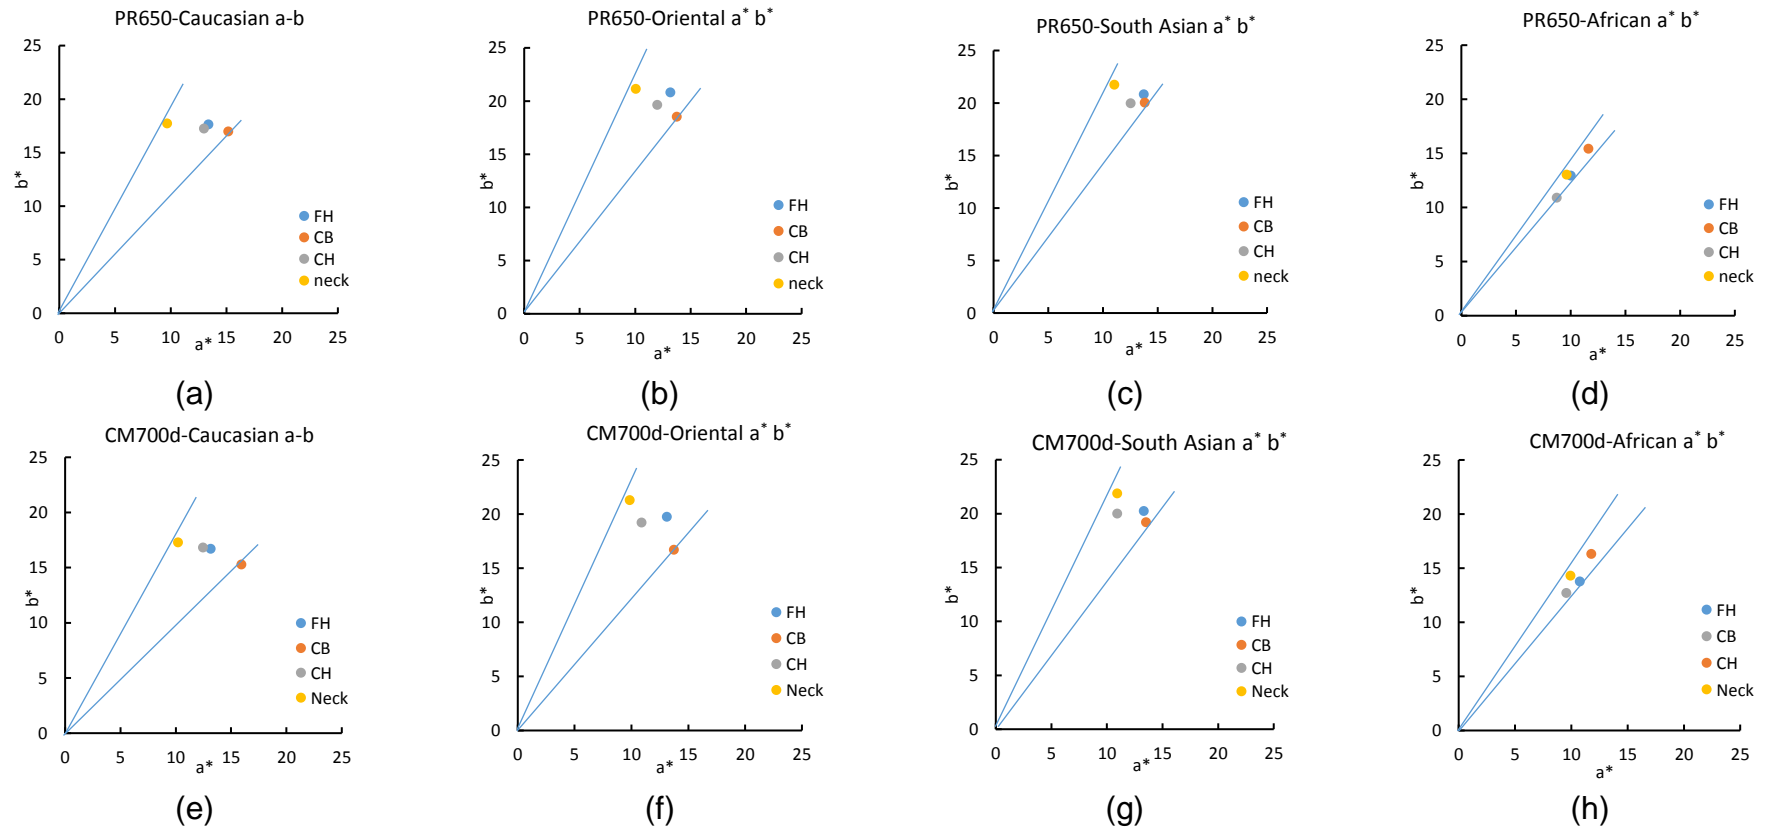 PR650-Caucasian a-b
25
20
15
10
5
0
b*
0 5 10 15 20 25
a*
FH
CB
CH
neck
(a)
PR650-Oriental a* b*
25
20
15
10
5
0
b*
0 5 10 15 20 25
a*
FH
CB
CH
neck
(b)
PR650-South Asian a* b*
25
20
15
10
5
0
b*
0 5 10 15 20 25
a*
FH
CB
CH
neck
(c)
PR650-African a* b*
25
20
15
10
5
0
b*
0 5 10 15 20 25
a*
FH
CB
CH
neck
(d)
CM700d-Caucasian a-b
25
20
15
10
5
0
b*
0 5 10 15 20 25
a*
FH
CB
CH
Neck
(e)
CM700d-Oriental a* b*
25
20
15
10
5
0
b*
0 5 10 15 20 25
a*
FH
CB
CH
Neck
(f)
CM700d-South Asian a* b*
25
20
15
10
5
0
b*
0 5 10 15 20 25
a*
FH
CB
CH
Neck
(g)
CM700d-African a* b*
25
20
15
10
5
0
b*
0 5 10 15 20 25
a*
FH
CB
CH
Neck
(h)